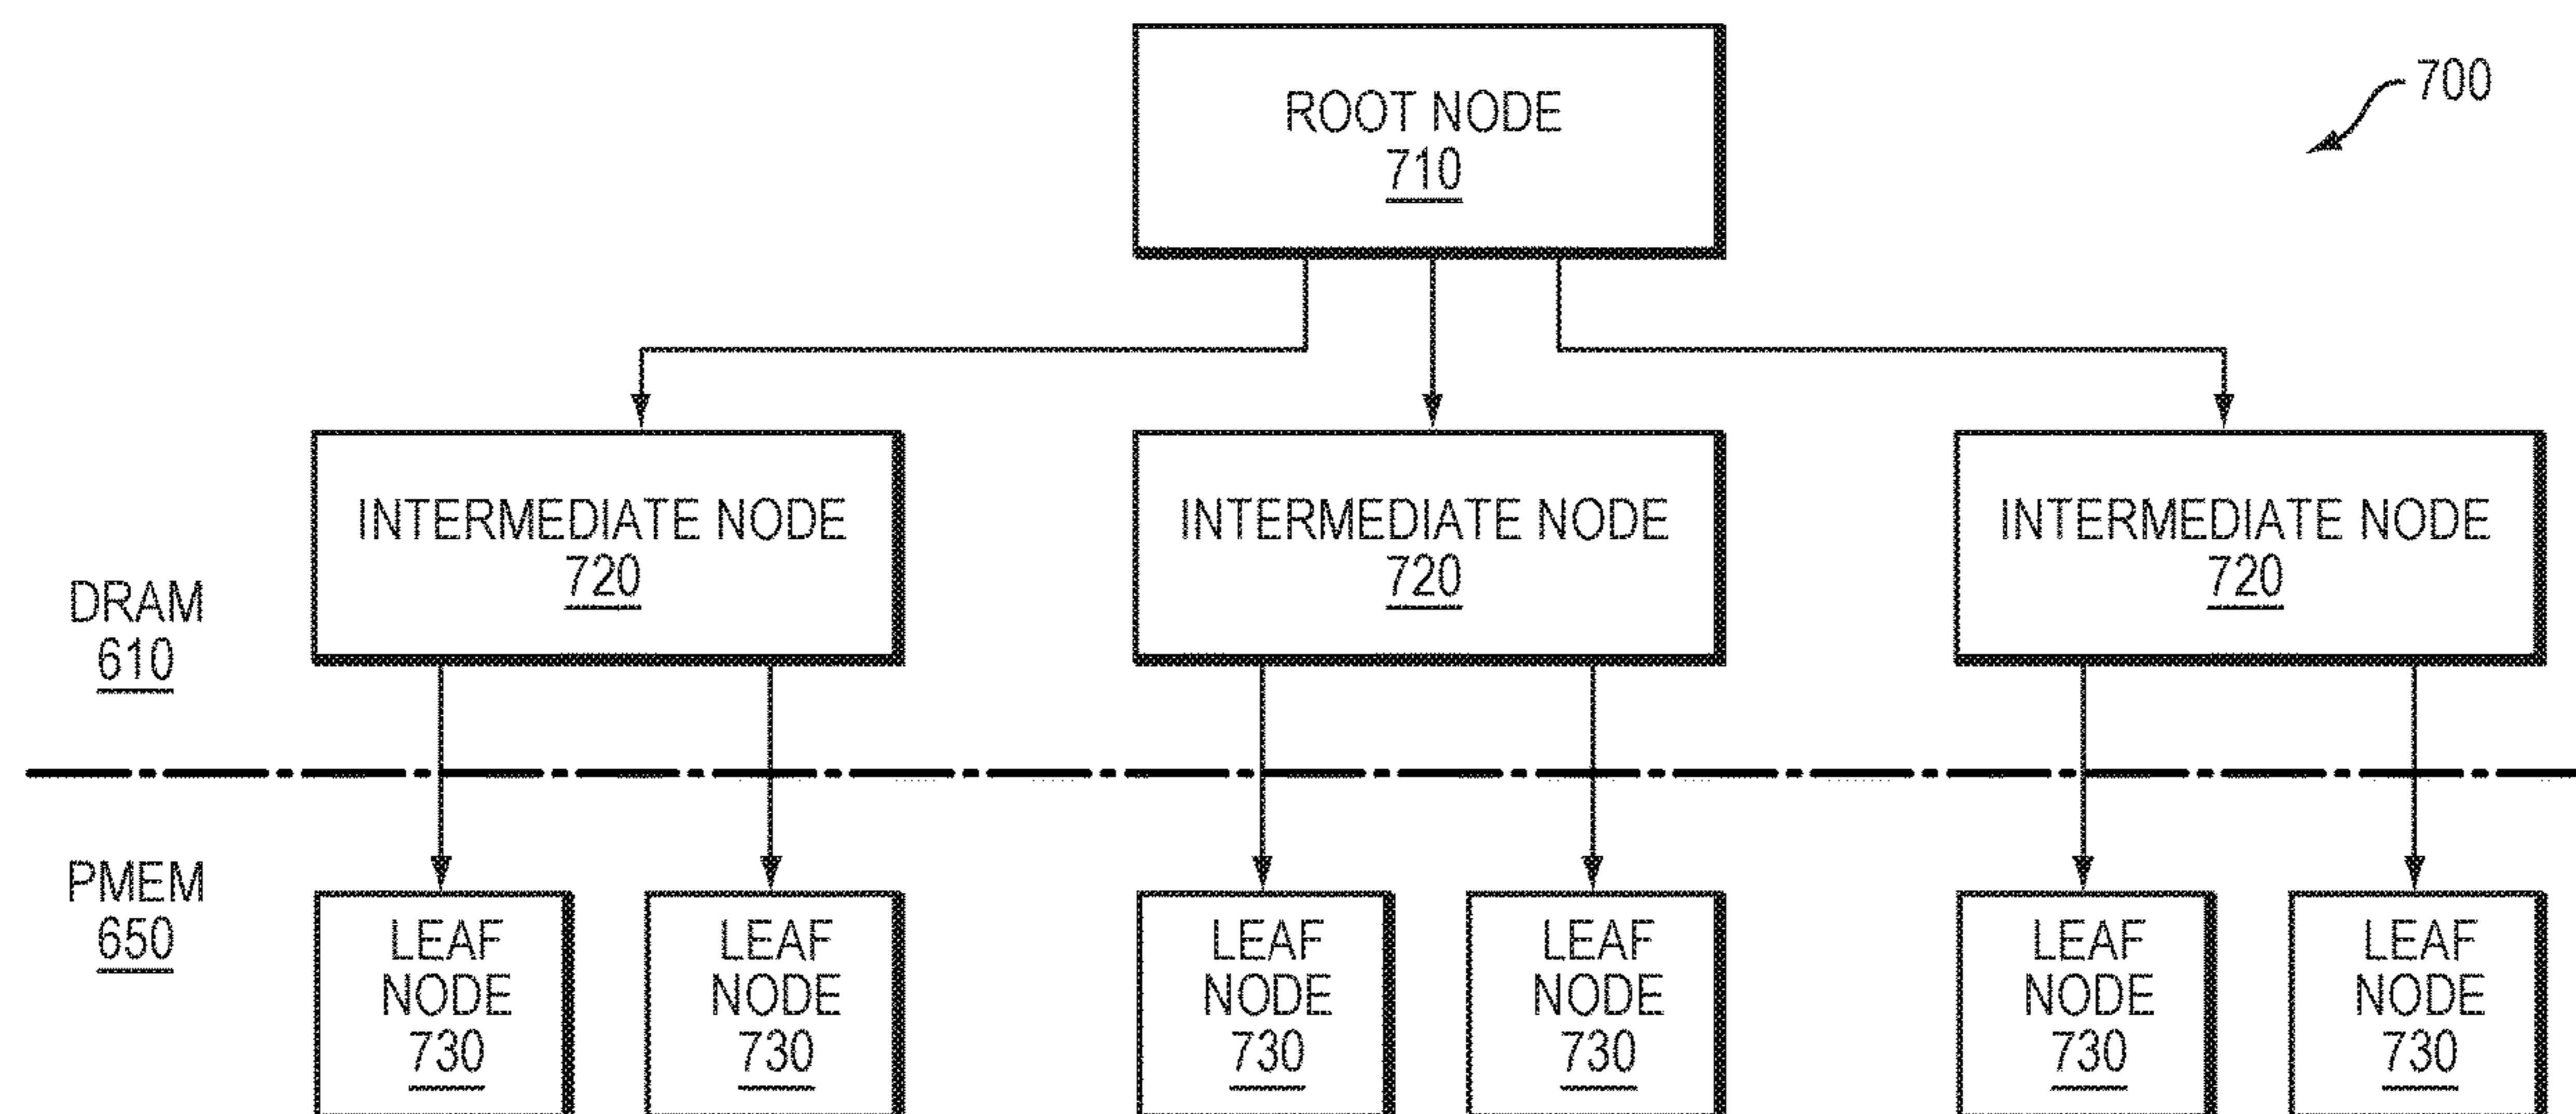 700
ROOT NODE
710
INTERMEDIATE NODE
720
INTERMEDIATE NODE
720
INTERMEDIATE NODE
720
DRAM
610
PMEM
650
LEAF
NODE
730
LEAF
NODE
730
LEAF
NODE
730
LEAF
NODE
730
LEAF
NODE
730
LEAF
NODE
730